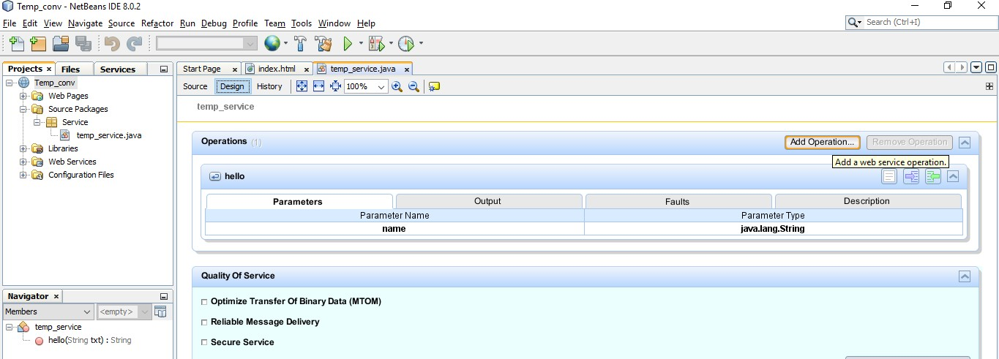 Temp_conv - NetBeans IDE 8.0.2
File Edit View Navigate Source Refactor Run Debug Profile Team Tools Window Help
Search (Ctrl+I)
Projects Files Services
Start Page index.html temp_service.java
Temp_conv
Web Pages
Source Packages
Service
temp_service.java
Libraries
Web Services
Configuration Files
Source Design History 100%
temp_service
Operations (1) Add Operation... Remove Operation
Add a web service operation.
hello
Parameters Output Faults Description
Parameter Name Parameter Type
name java.lang.String
Quality Of Service
Optimize Transfer Of Binary Data (MTOM)
Reliable Message Delivery
Secure Service
Navigator
Members <empty>
temp_service
hello(String txt) : String